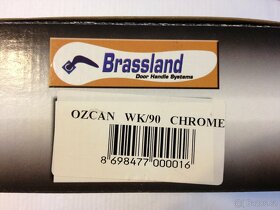 Brassland
Door Handle Systems
OZCAN WK/90 CHROME
8 698477 000016